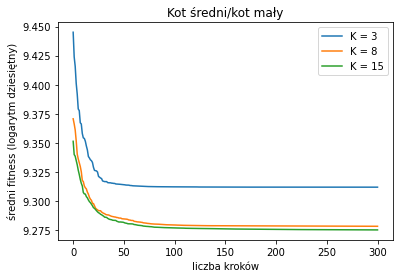 Kot średni/kot mały
średni fitness (logarytm dziesiętny)
9.450
9.425
9.400
9.375
9.350
9.325
9.300
9.275
K = 3
K = 8
K = 15
0 50 100 150 200 250 300
liczba kroków